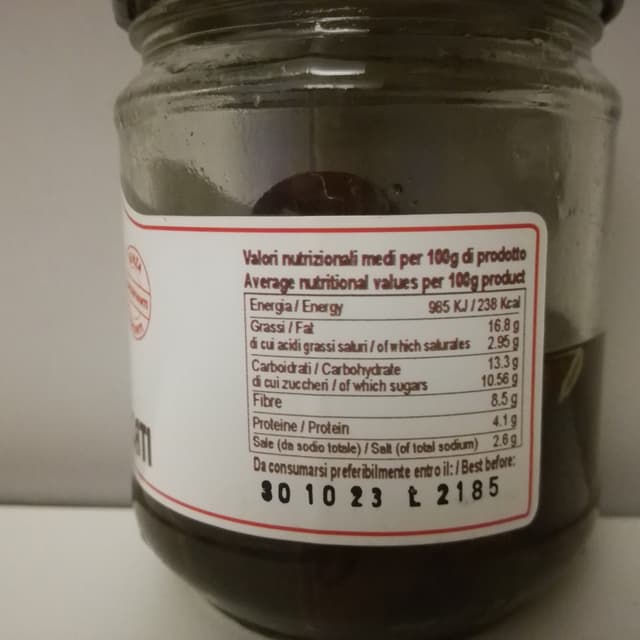 Valori nutrizionali medi per 100g di prodotto
Average nutritional values per 100g product
Energia / Energy 985 KJ / 238 Kcal
Grassi / Fat 16.8 g
di cui acidi grassi saturi / of which saturates 2.95 g
Carboidrati / Carbohydrate 13.3 g
di cui zuccheri / of which sugars 10.56 g
Fibre 8.5 g
Proteine / Protein 4.1 g
Sale (da sodio totale) / Salt (of total sodium) 2.6 g
Da consumarsi preferibilmente entro il: / Best before:
30 10 23 L 2185